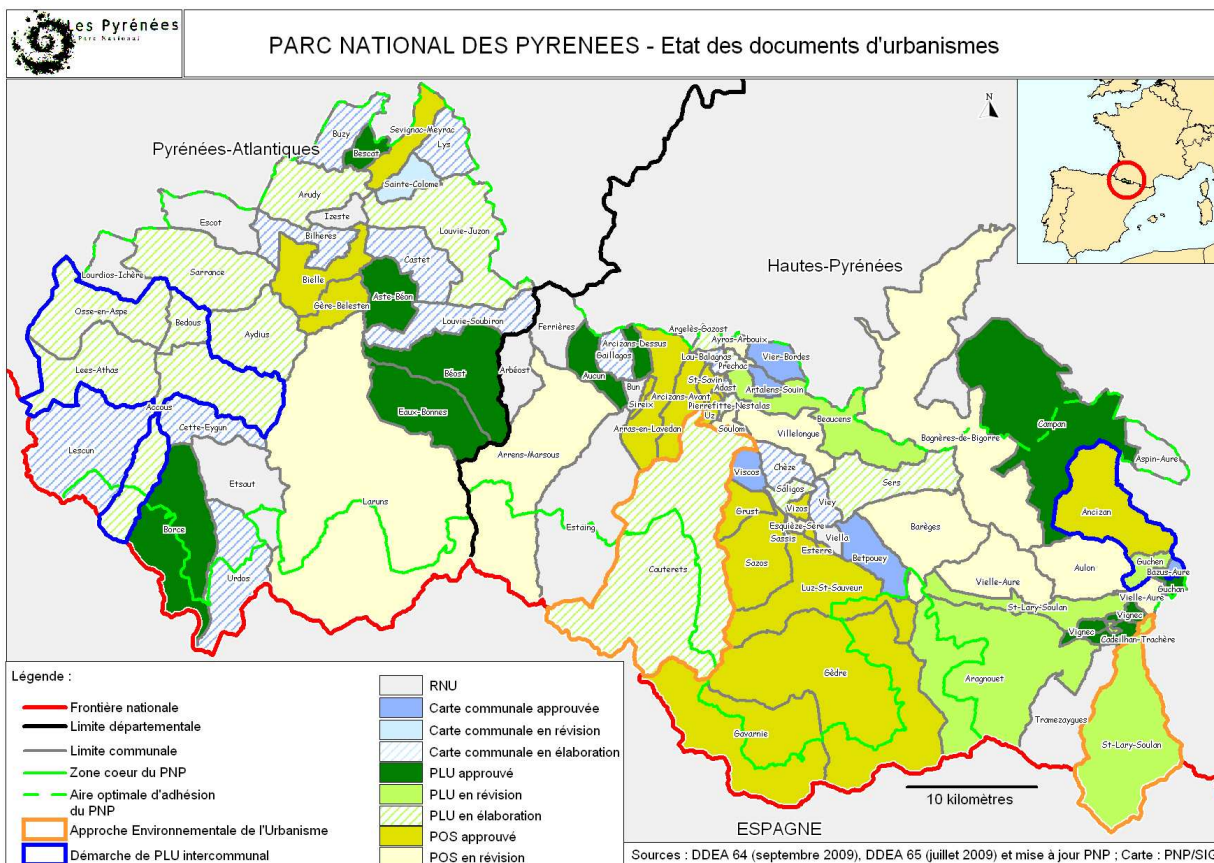 Les Pyrénées
Parc National
PARC NATIONAL DES PYRENEES - Etat des documents d'urbanismes
N
Pyrénées-Atlantiques
Hautes-Pyrénées
ESPAGNE
Buzy
Sevignac-Meyrac
Lys
Bescat
Sainte-Colome
Arudy
Izeste
Escot
Louvie-Juzon
Bilhères
Castet
Lourdios-Ichère
Sarrance
Bielle
Aste-Béon
Gère-Belesten
Osse-en-Aspe
Bedous
Aydius
Louvie-Soubiron
Lees-Athas
Béost
Accous
Eaux-Bonnes
Cette-Eygun
Lescun
Etsaut
Laruns
Borce
Urdos
Ferrières
Arbéost
Aucun
Arcizans-Dessus
Gaillagos
Bun
Sireix
Argelès-Gazost
Ayros-Arbouix
Lau-Balagnas
Préchac
Vier-Bordes
St-Savin
Adast
Artalens-Souin
Arcizans-Avant
Pierrefitte-Nestalas
Uz
Beaucens
Arras-en-Lavedan
Soulom
Villelongue
Bagnères-de-Bigorre
Campan
Aspin-Aure
Arrens-Marsous
Viscos
Chèze
Sers
Saligos
Viey
Vizos
Grust
Ancizan
Esquièze-Sère
Barèges
Estaing
Sassis
Viella
Esterre
Betpouey
Cauterets
Sazos
Luz-St-Sauveur
Vielle-Aure
Aulon
Guchen
Bazus-Aure
Guchan
Vielle-Aure
St-Lary-Soulan
Vignec
Vignec
Cadeilhan-Trachère
Gèdre
Aragnouet
Tramezaygues
Gavarnie
St-Lary-Soulan
10 kilomètres
Légende :
Frontière nationale
Limite départementale
Limite communale
Zone coeur du PNP
Aire optimale d'adhésion
du PNP
Approche Environnementale de l'Urbanisme
Démarche de PLU intercommunal
RNU
Carte communale approuvée
Carte communale en révision
Carte communale en élaboration
PLU approuvé
PLU en révision
PLU en élaboration
POS approuvé
POS en révision
Sources : DDEA 64 (septembre 2009), DDEA 65 (juillet 2009) et mise à jour PNP ; Carte : PNP/SIG